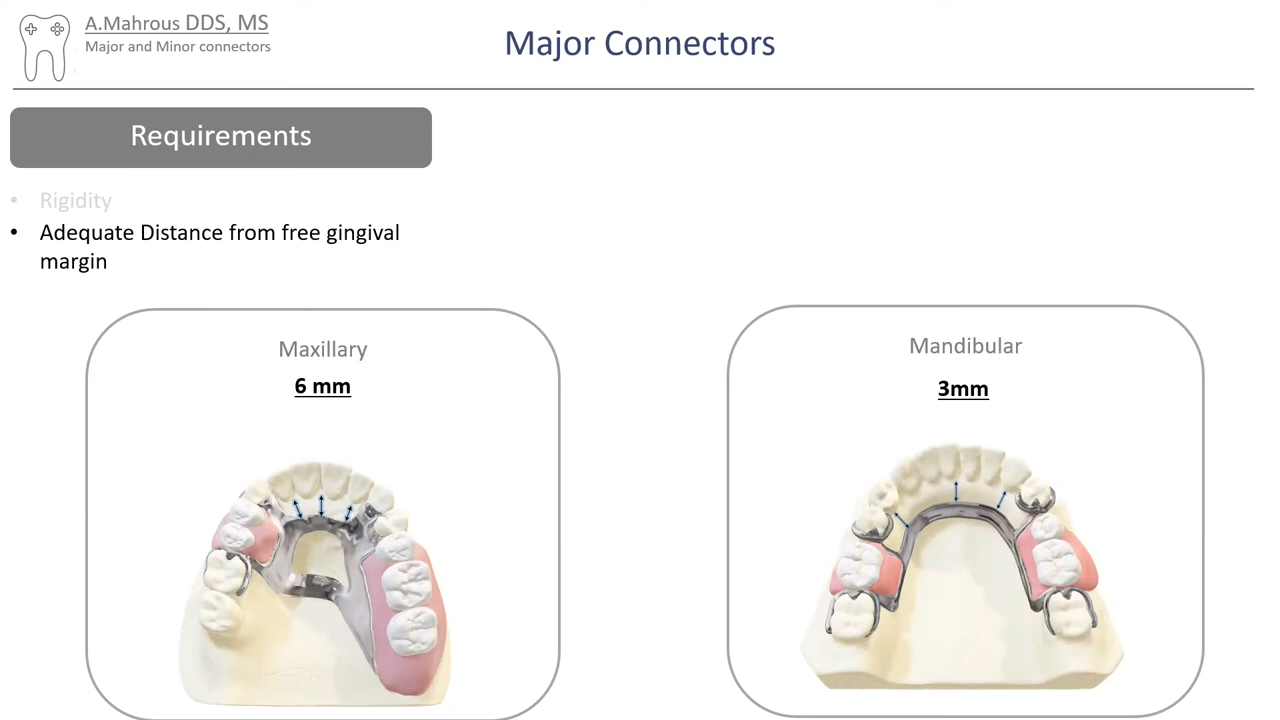 A.Mahrous DDS, MS
Major and Minor connectors
Major Connectors
Requirements
• Rigidity
• Adequate Distance from free gingival
margin
Maxillary
6 mm
Mandibular
3mm